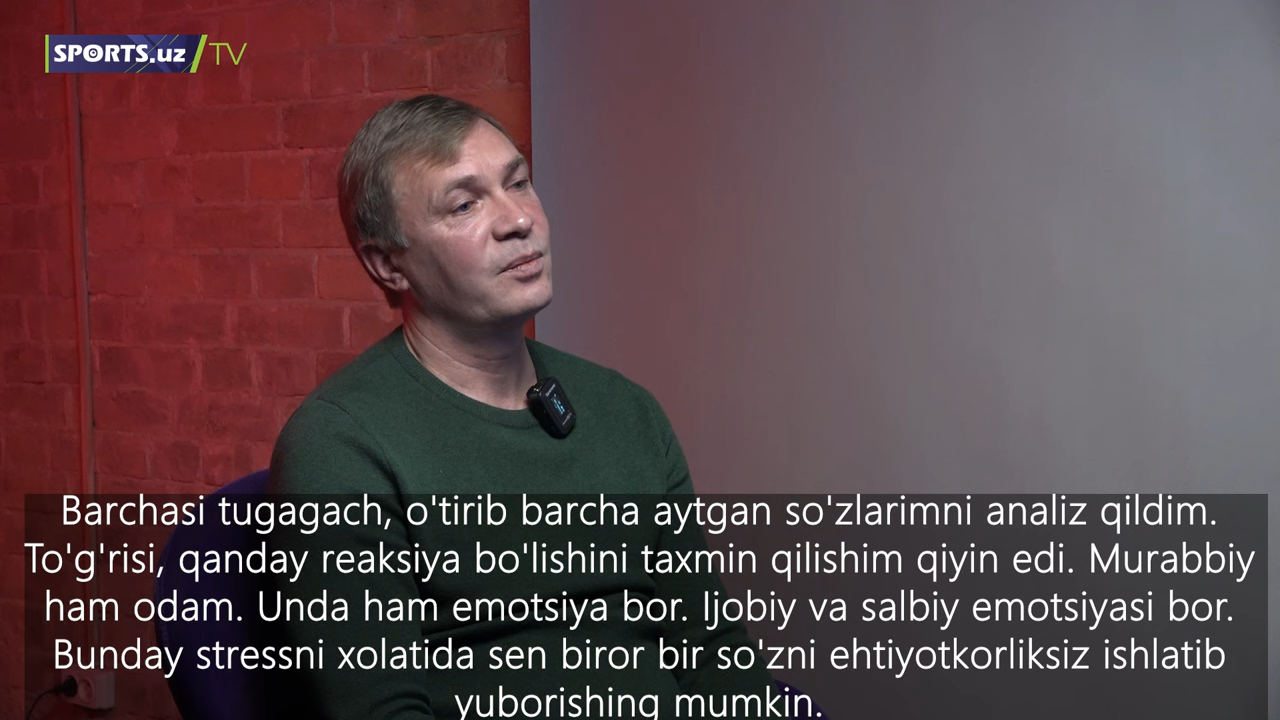 SPORTS.uz/TV
Barchasi tugagach, o'tirib barcha aytgan so'zlarimni analiz qildim.
To'g'risi, qanday reaksiya bo'lishini taxmin qilishim qiyin edi. Murabbiy
ham odam. Unda ham emotsiya bor. Ijobiy va salbiy emotsiyasi bor.
Bunday stressni xolatida sen biror bir so'zni ehtiyotkorliksiz ishlatib
yuborishing mumkin.